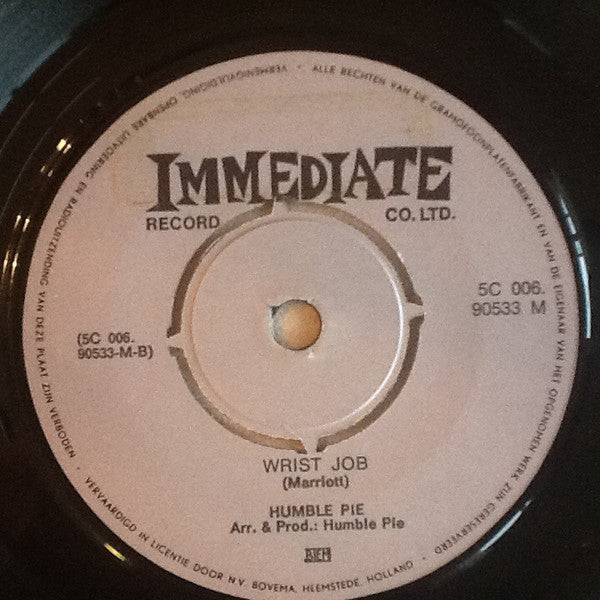 IMMEDIATE
RECORD CO. LTD.
5C 006.
90533 M
(5C 006.
90533-M-B)
WRIST JOB
(Marriott)
HUMBLE PIE
Arr. & Prod.: Humble Pie
BIEM
ALLE RECHTEN VAN DE GRAMOFOONPLATENFABRIKANT EN VAN DE EIGENAAR VAN HET OPGENOMEN WERK ZIJN GERESERVEERD
VERVAARDIGD IN LICENTIE DOOR N.V. BOVEMA, HEEMSTEDE, HOLLAND •
VERMENIGVULDIGING, OPENBARE UITVOERING EN RADIOUITZENDING VAN DEZE PLAAT ZIJN VERBODEN •